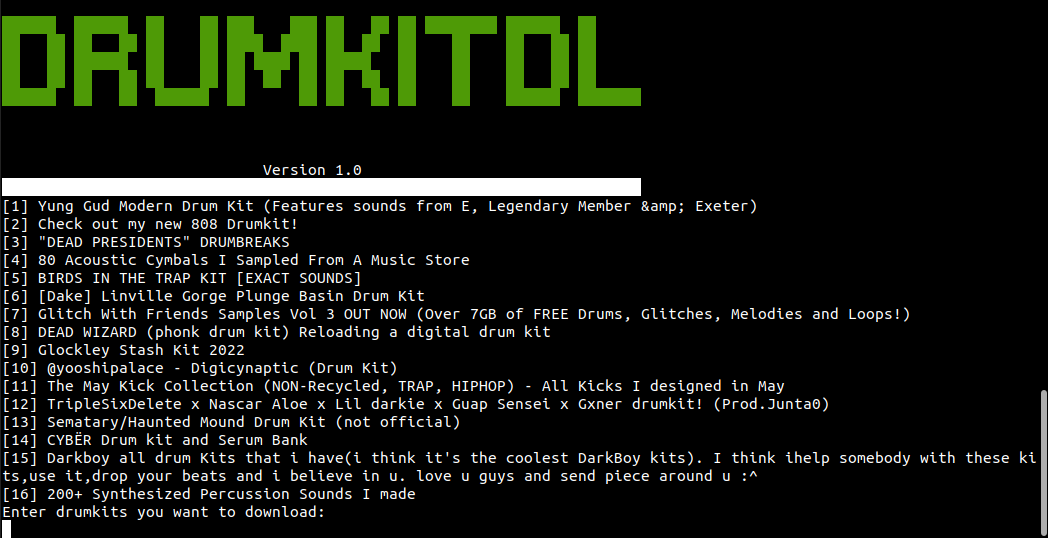 DRUMKITDL
Version 1.0
[1] Yung Gud Modern Drum Kit (Features sounds from E, Legendary Member &amp; Exeter)
[2] Check out my new 808 Drumkit!
[3] "DEAD PRESIDENTS" DRUMBREAKS
[4] 80 Acoustic Cymbals I Sampled From A Music Store
[5] BIRDS IN THE TRAP KIT [EXACT SOUNDS]
[6] [Dake] Linville Gorge Plunge Basin Drum Kit
[7] Glitch With Friends Samples Vol 3 OUT NOW (Over 7GB of FREE Drums, Glitches, Melodies and Loops!)
[8] DEAD WIZARD (phonk drum kit) Reloading a digital drum kit
[9] Glockley Stash Kit 2022
[10] @yooshipalace - Digicynaptic (Drum Kit)
[11] The May Kick Collection (NON-Recycled, TRAP, HIPHOP) - All Kicks I designed in May
[12] TripleSixDelete x Nascar Aloe x Lil darkie x Guap Sensei x Gxner drumkit! (Prod.Junta0)
[13] Sematary/Haunted Mound Drum Kit (not official)
[14] CYBËR Drum kit and Serum Bank
[15] Darkboy all drum Kits that i have(i think it's the coolest DarkBoy kits). I think ihelp somebody with these ki
ts,use it,drop your beats and i believe in u. love u guys and send piece around u :^
[16] 200+ Synthesized Percussion Sounds I made
Enter drumkits you want to download: